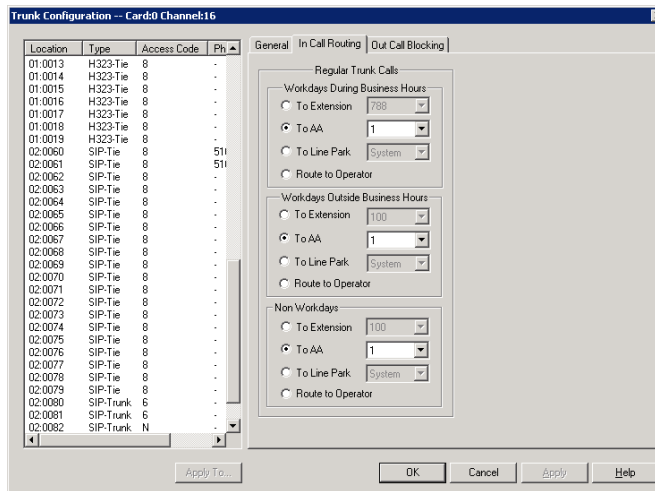 Trunk Configuration -- Card:0 Channel:16
Location Type Access Code Ph
01:0013 H323-Tie 8 -
01:0014 H323-Tie 8 -
01:0015 H323-Tie 8 -
01:0016 H323-Tie 8 -
01:0017 H323-Tie 8 -
01:0018 H323-Tie 8 -
01:0019 H323-Tie 8 -
02:0060 SIP-Tie 8 510
02:0061 SIP-Tie 8 510
02:0062 SIP-Tie 8 -
02:0063 SIP-Tie 8 -
02:0064 SIP-Tie 8 -
02:0065 SIP-Tie 8 -
02:0066 SIP-Tie 8 -
02:0067 SIP-Tie 8 -
02:0068 SIP-Tie 8 -
02:0069 SIP-Tie 8 -
02:0070 SIP-Tie 8 -
02:0071 SIP-Tie 8 -
02:0072 SIP-Tie 8 -
02:0073 SIP-Tie 8 -
02:0074 SIP-Tie 8 -
02:0075 SIP-Tie 8 -
02:0076 SIP-Tie 8 -
02:0077 SIP-Tie 8 -
02:0078 SIP-Tie 8 -
02:0079 SIP-Tie 8 -
02:0080 SIP-Trunk 6 -
02:0081 SIP-Trunk 6 -
02:0082 SIP-Trunk N -
Apply To...
General In Call Routing Out Call Blocking
Regular Trunk Calls
Workdays During Business Hours
To Extension 788
To AA 1
To Line Park System
Route to Operator
Workdays Outside Business Hours
To Extension 100
To AA 1
To Line Park System
Route to Operator
Non Workdays
To Extension 100
To AA 1
To Line Park System
Route to Operator
OK Cancel Apply Help